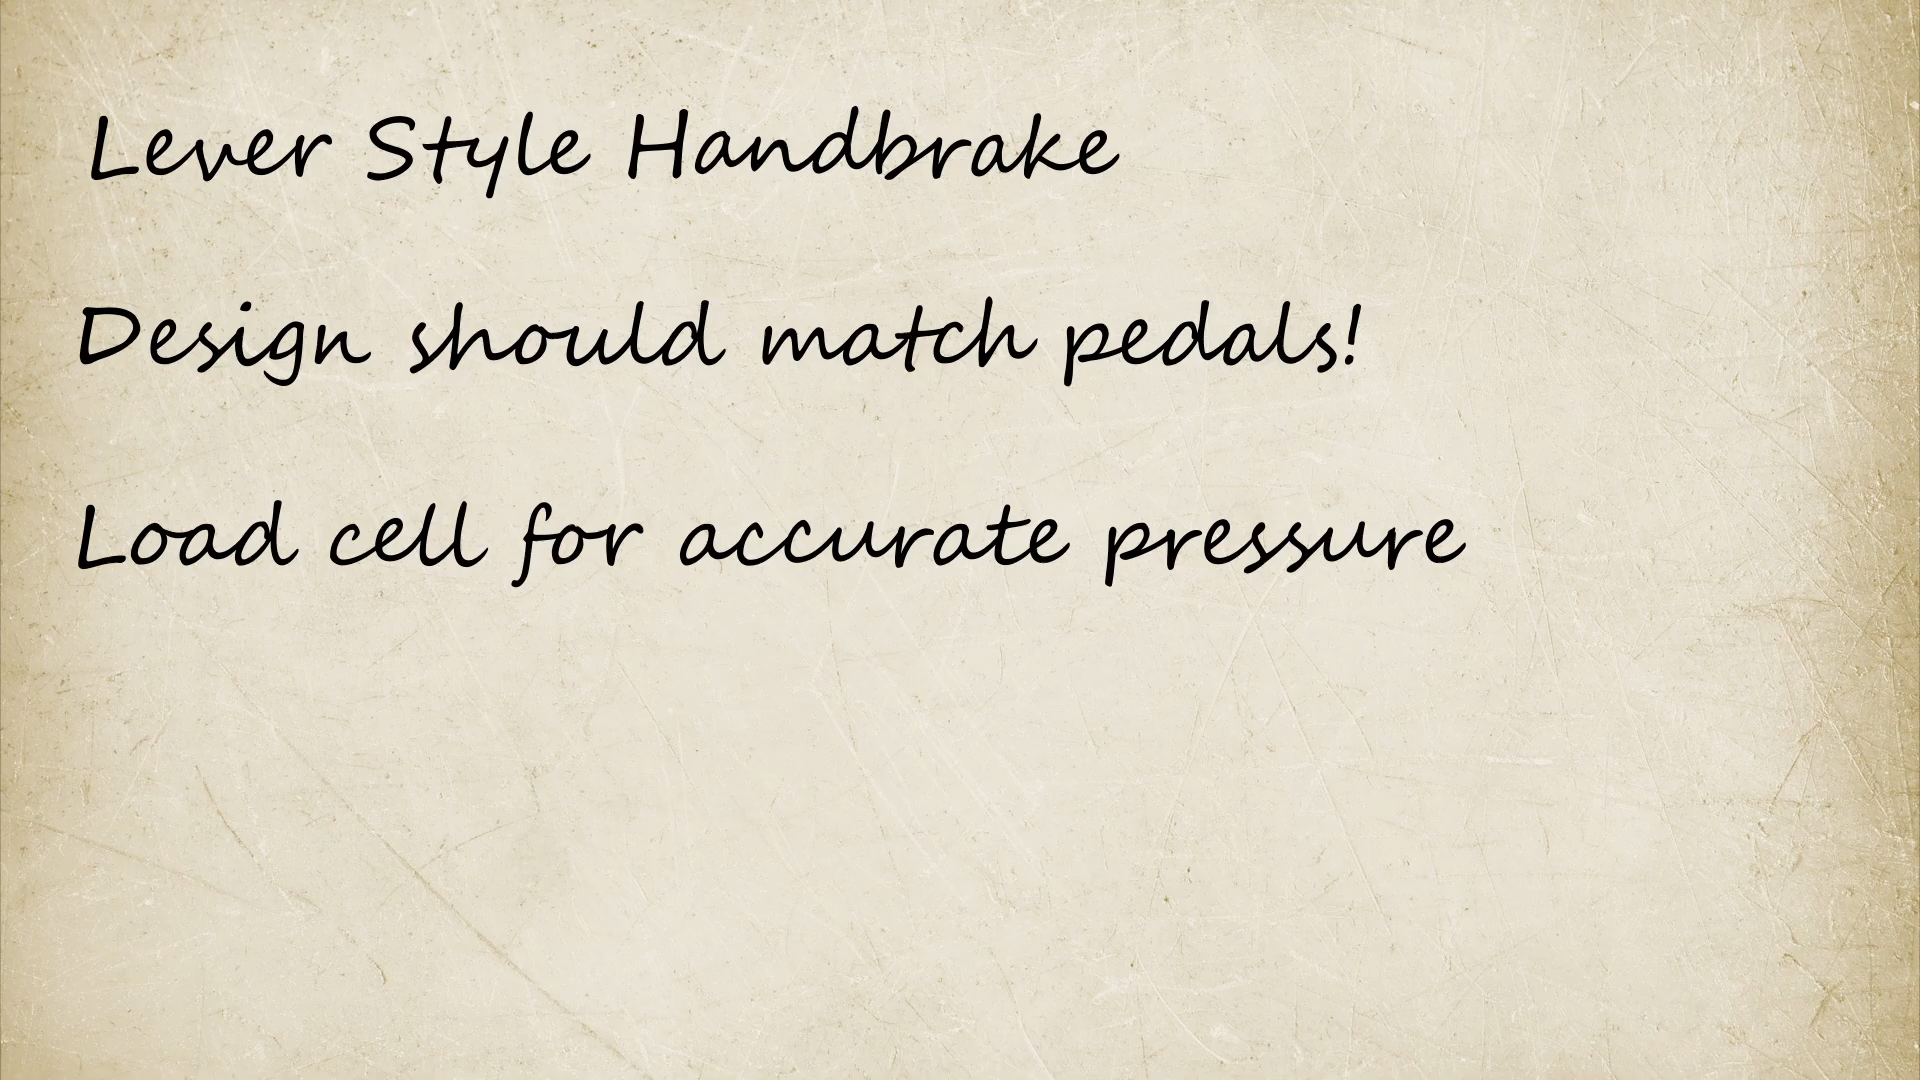 Lever Style Handbrake
Design should match pedals!
Load cell for accurate pressure